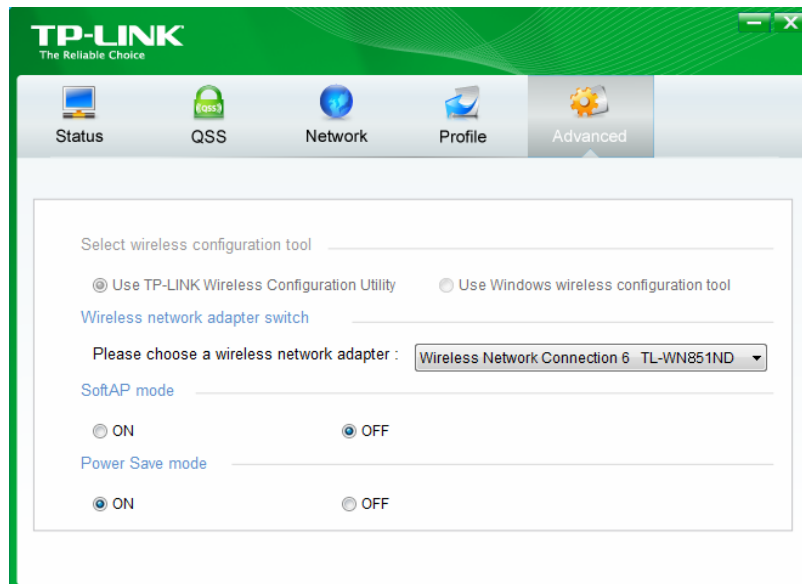 TP-LINK
The Reliable Choice
Status QSS Network Profile Advanced
Select wireless configuration tool
Use TP-LINK Wireless Configuration Utility Use Windows wireless configuration tool
Wireless network adapter switch
Please choose a wireless network adapter : Wireless Network Connection 6 TL-WN851ND
SoftAP mode
ON OFF
Power Save mode
ON OFF